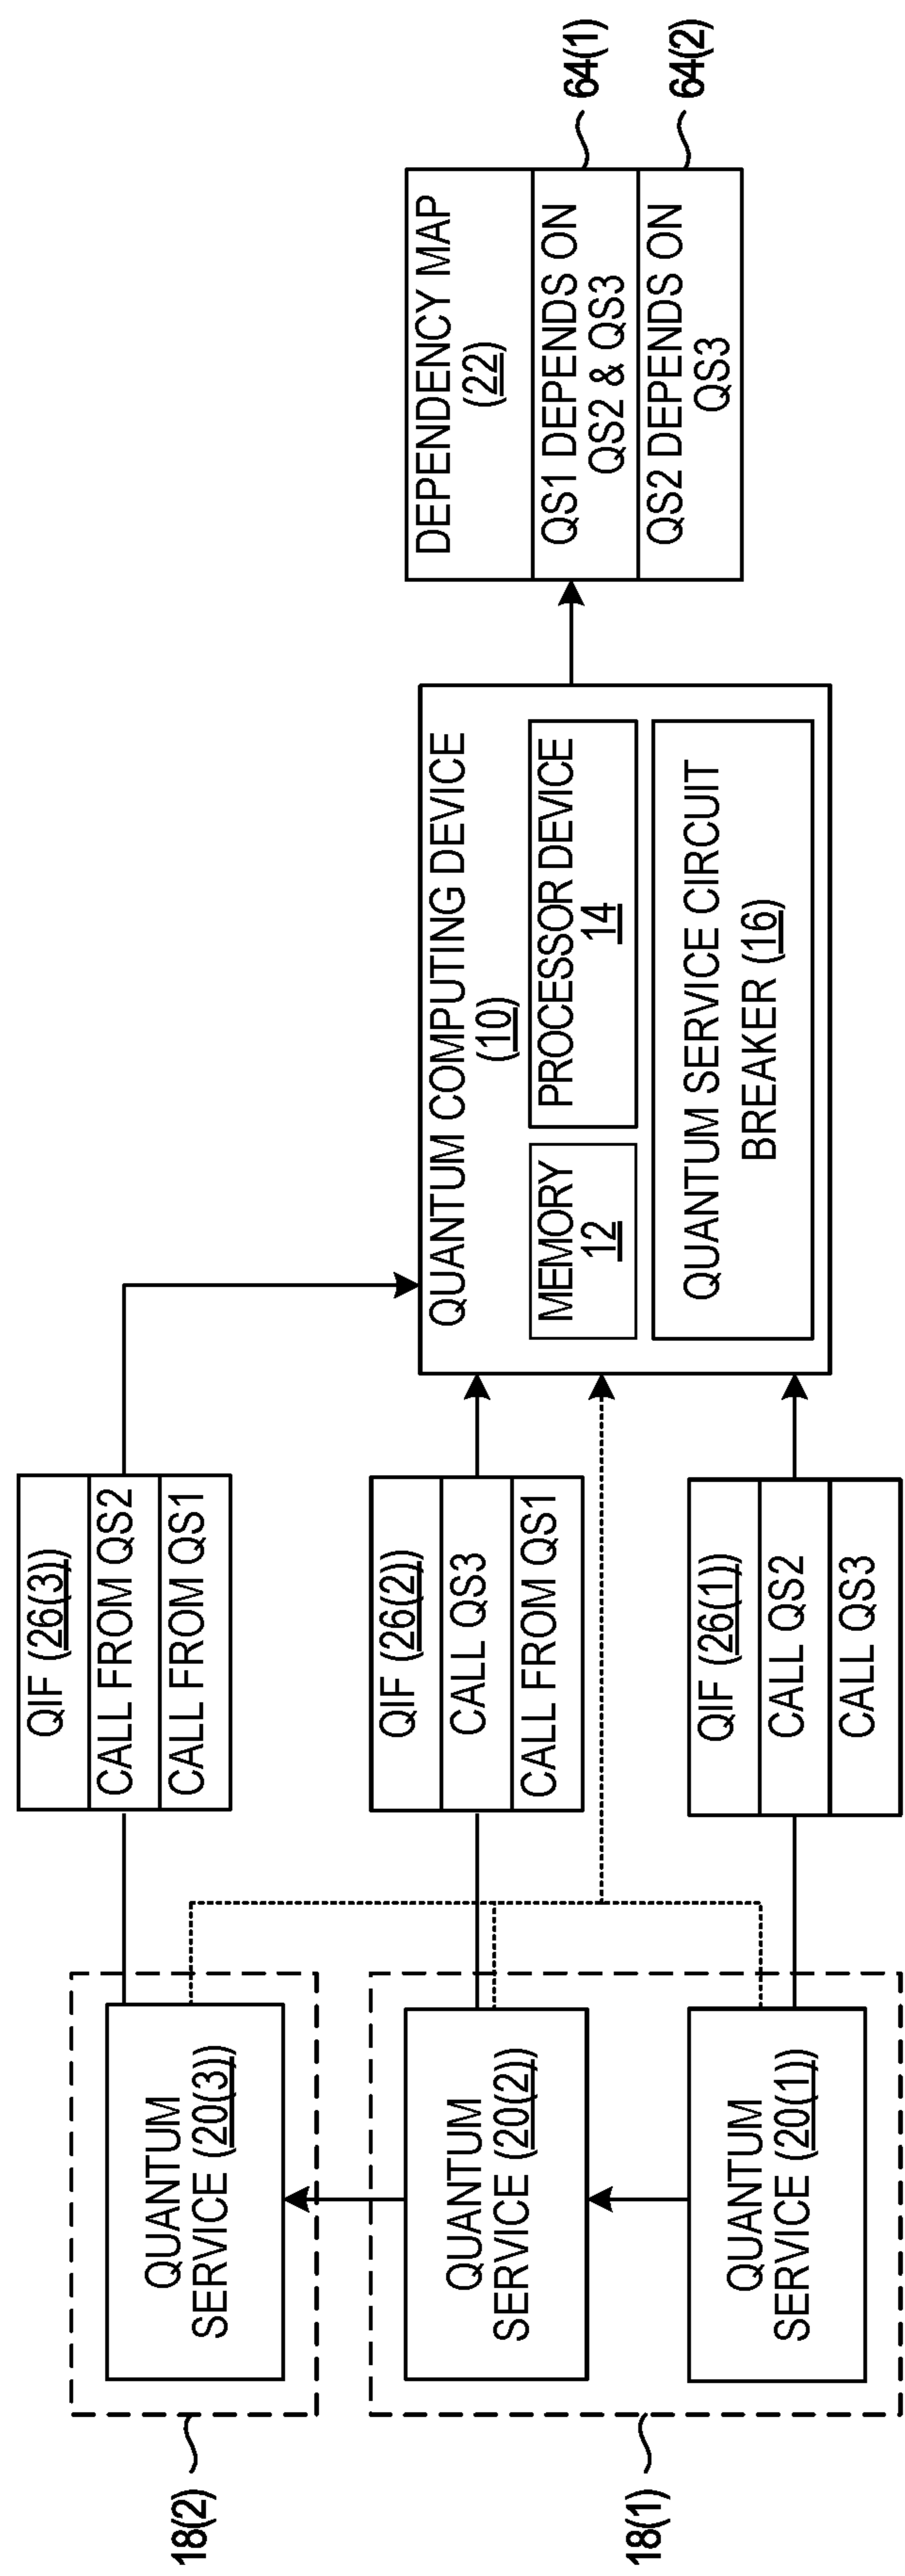 18(2)
QUANTUM
SERVICE (20(3))
QIF (26(3))
CALL FROM QS2
CALL FROM QS1
18(1)
QUANTUM
SERVICE (20(2))
QIF (26(2))
CALL QS3
CALL FROM QS1
QUANTUM
SERVICE (20(1))
QIF (26(1))
CALL QS2
CALL QS3
QUANTUM COMPUTING DEVICE
(10)
MEMORY
12
PROCESSOR DEVICE
14
QUANTUM SERVICE CIRCUIT
BREAKER (16)
DEPENDENCY MAP
(22)
QS1 DEPENDS ON
QS2 & QS3
QS2 DEPENDS ON
QS3
64(1)
64(2)